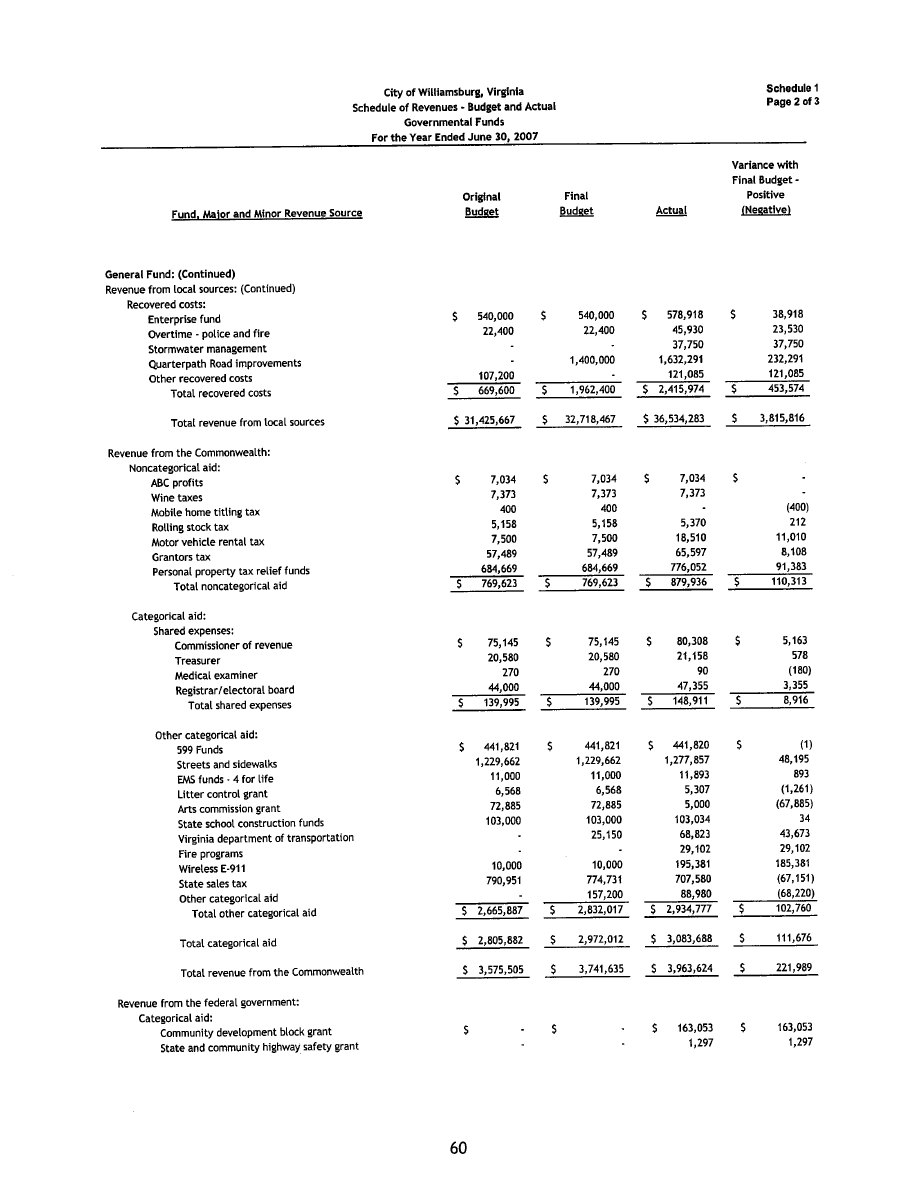 City of Williamsburg, Virginia
Schedule of Revenues - Budget and Actual
Governmental Funds
For the Year Ended June 30, 2007
Schedule 1
Page 2 of 3
Fund, Major and Minor Revenue Source
Original
Budget
Final
Budget
Actual
Variance with
Final Budget -
Positive
(Negative)
General Fund: (Continued)
Revenue from local sources: (Continued)
Recovered costs:
Enterprise fund $ 540,000 $ 540,000 $ 578,918 $ 38,918
Overtime - police and fire 22,400 22,400 45,930 23,530
Stormwater management - - 37,750 37,750
Quarterpath Road improvements - 1,400,000 1,632,291 232,291
Other recovered costs 107,200 - 121,085 121,085
Total recovered costs $ 669,600 $ 1,962,400 $ 2,415,974 $ 453,574
Total revenue from local sources $ 31,425,667 $ 32,718,467 $ 36,534,283 $ 3,815,816
Revenue from the Commonwealth:
Noncategorical aid:
ABC profits $ 7,034 $ 7,034 $ 7,034 $ -
Wine taxes 7,373 7,373 7,373 -
Mobile home titling tax 400 400 - (400)
Rolling stock tax 5,158 5,158 5,370 212
Motor vehicle rental tax 7,500 7,500 18,510 11,010
Grantors tax 57,489 57,489 65,597 8,108
Personal property tax relief funds 684,669 684,669 776,052 91,383
Total noncategorical aid $ 769,623 $ 769,623 $ 879,936 $ 110,313
Categorical aid:
Shared expenses:
Commissioner of revenue $ 75,145 $ 75,145 $ 80,308 $ 5,163
Treasurer 20,580 20,580 21,158 578
Medical examiner 270 270 90 (180)
Registrar/electoral board 44,000 44,000 47,355 3,355
Total shared expenses $ 139,995 $ 139,995 $ 148,911 $ 8,916
Other categorical aid:
599 Funds $ 441,821 $ 441,821 $ 441,820 $ (1)
Streets and sidewalks 1,229,662 1,229,662 1,277,857 48,195
EMS funds - 4 for life 11,000 11,000 11,893 893
Litter control grant 6,568 6,568 5,307 (1,261)
Arts commission grant 72,885 72,885 5,000 (67,885)
State school construction funds 103,000 103,000 103,034 34
Virginia department of transportation - 25,150 68,823 43,673
Fire programs - - 29,102 29,102
Wireless E-911 10,000 10,000 195,381 185,381
State sales tax 790,951 774,731 707,580 (67,151)
Other categorical aid - 157,200 88,980 (68,220)
Total other categorical aid $ 2,665,887 $ 2,832,017 $ 2,934,777 $ 102,760
Total categorical aid $ 2,805,882 $ 2,972,012 $ 3,083,688 $ 111,676
Total revenue from the Commonwealth $ 3,575,505 $ 3,741,635 $ 3,963,624 $ 221,989
Revenue from the federal government:
Categorical aid:
Community development block grant $ - $ - $ 163,053 $ 163,053
State and community highway safety grant - - 1,297 1,297
60